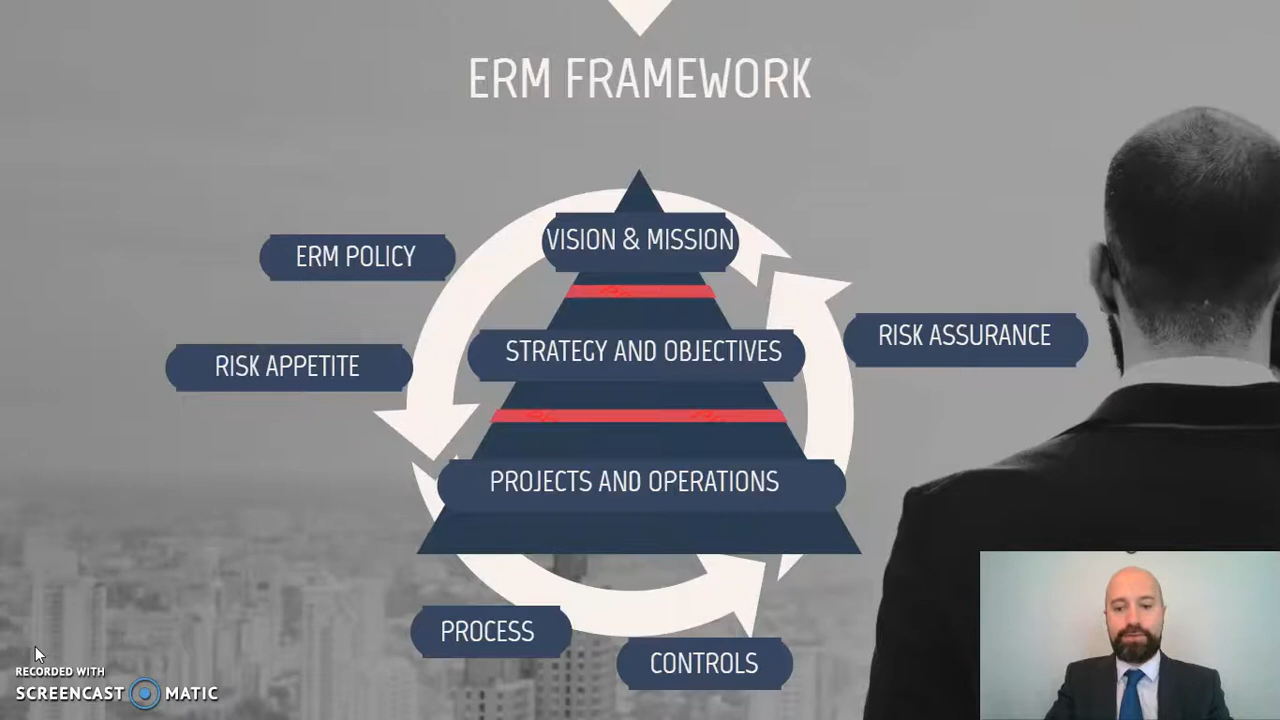 ERM FRAMEWORK
VISION & MISSION
ERM POLICY
RISK ASSURANCE
STRATEGY AND OBJECTIVES
RISK APPETITE
PROJECTS AND OPERATIONS
PROCESS
CONTROLS
RECORDED WITH
SCREENCAST MATIC